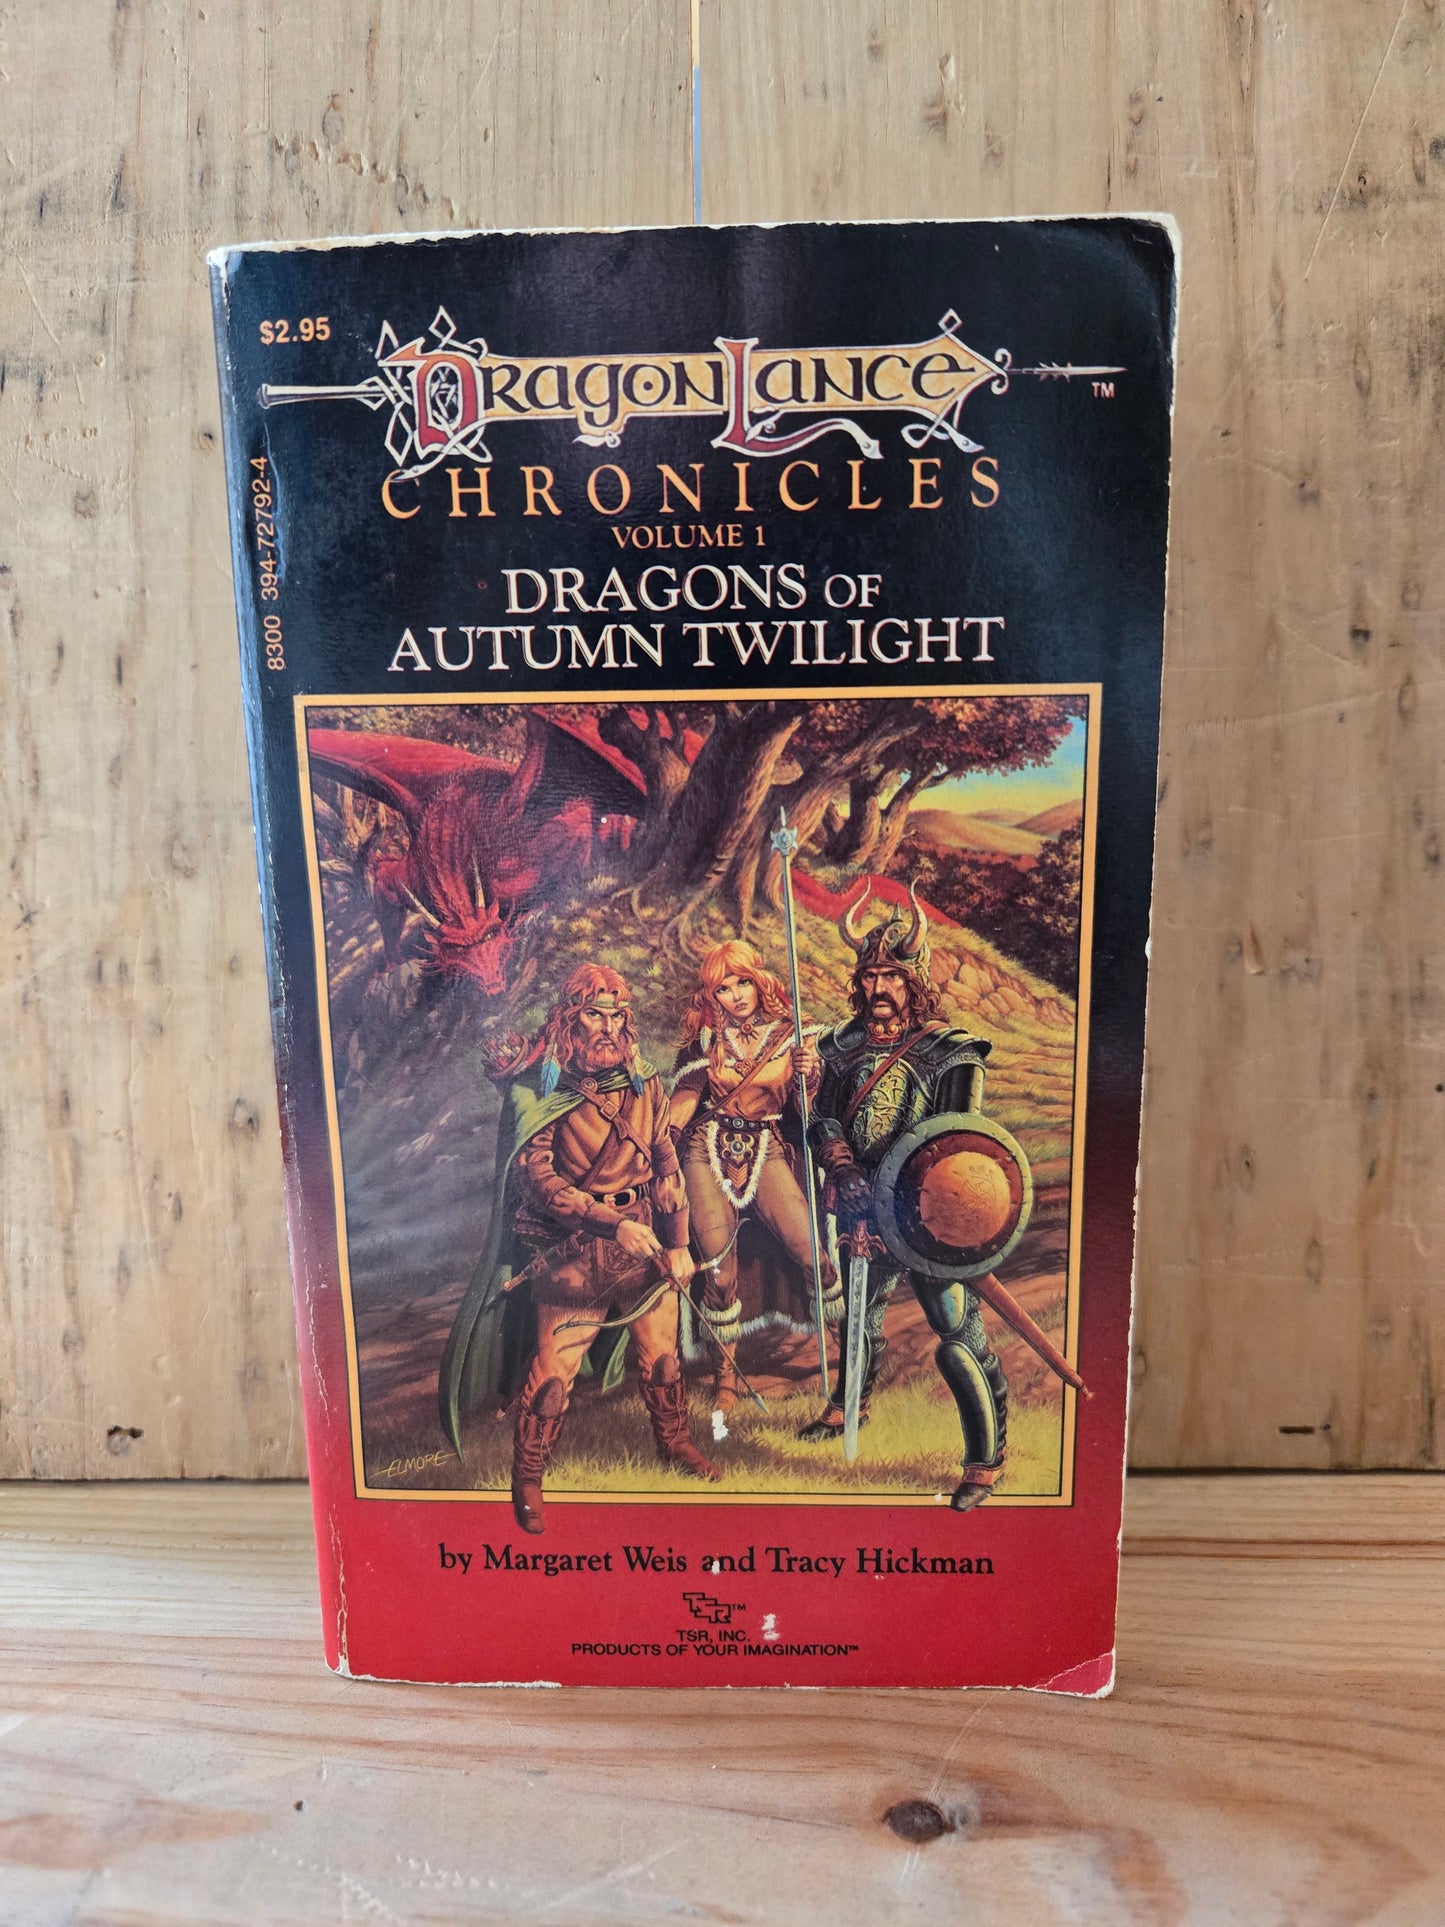 $2.95
DRAGONLANCE
TM
CHRONICLES
VOLUME 1
DRAGONS OF
AUTUMN TWILIGHT
8300 394-72792-4
ELMORE
by Margaret Weis and Tracy Hickman
TSR™
TSR, INC.
PRODUCTS OF YOUR IMAGINATION™